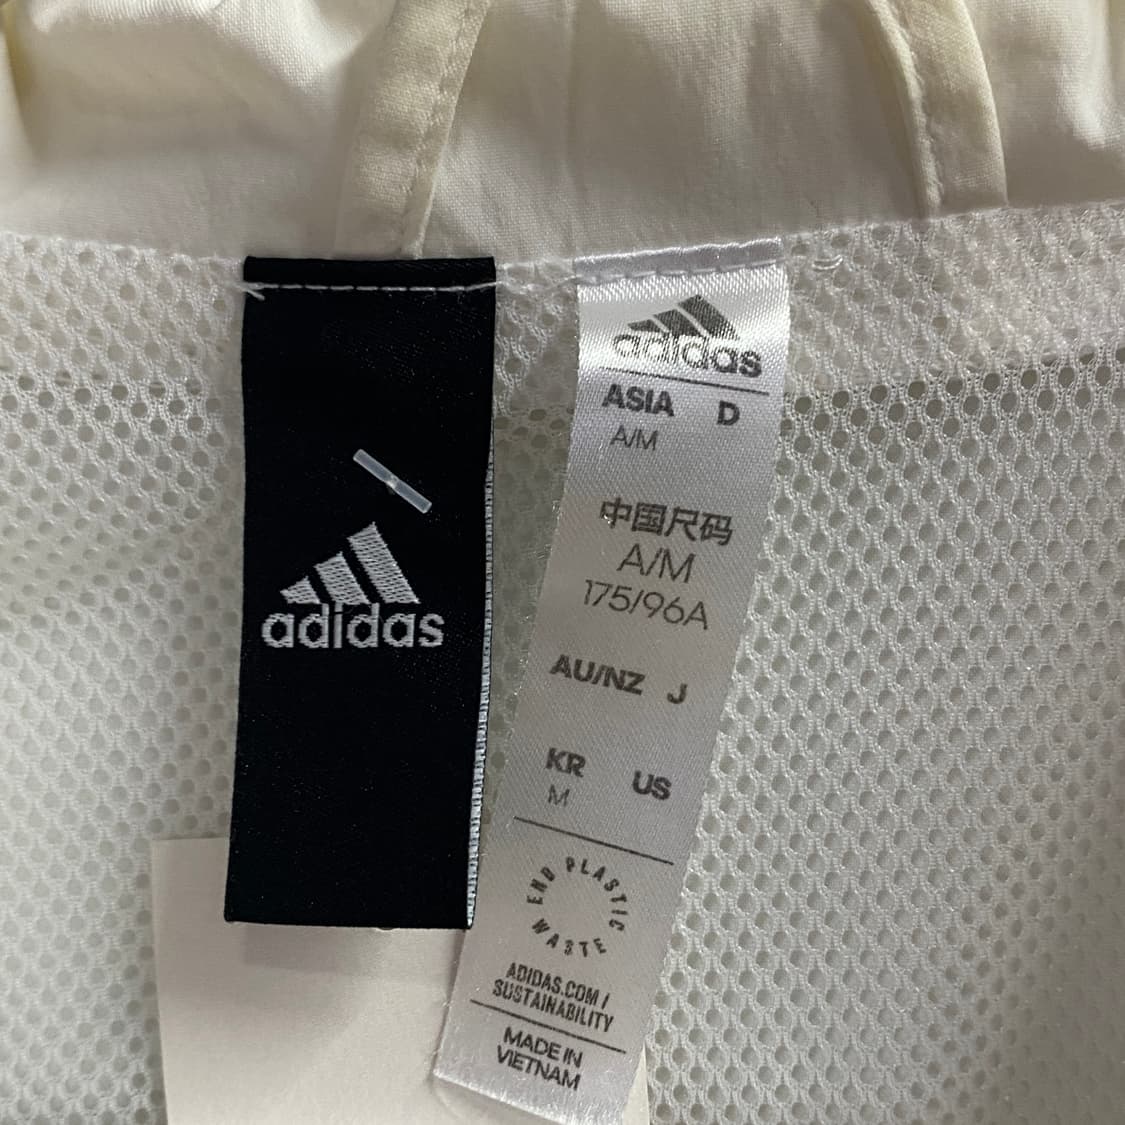 adidas
adidas
ASIA D
A/M
中国尺码
A/M
175/96A
AU/NZ J
KR US
M
END PLASTIC WASTE
ADIDAS.COM /
SUSTAINABILITY
MADE IN
VIETNAM